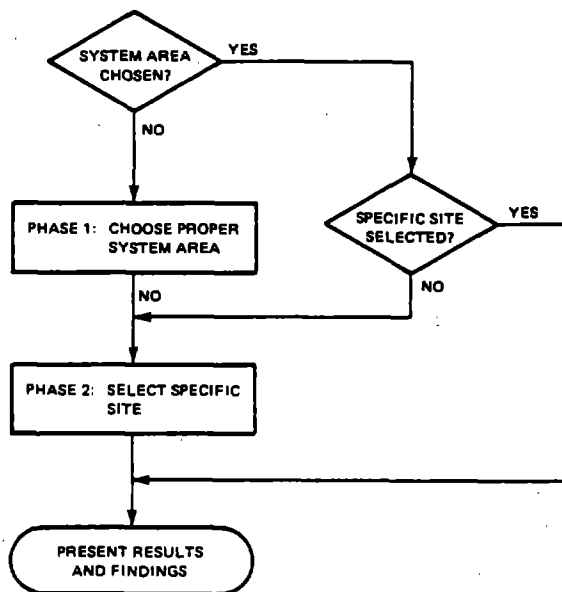 SYSTEM AREA
CHOSEN?
YES
NO
PHASE 1: CHOOSE PROPER
SYSTEM AREA
SPECIFIC SITE
SELECTED?
YES
NO
NO
PHASE 2: SELECT SPECIFIC
SITE
PRESENT RESULTS
AND FINDINGS